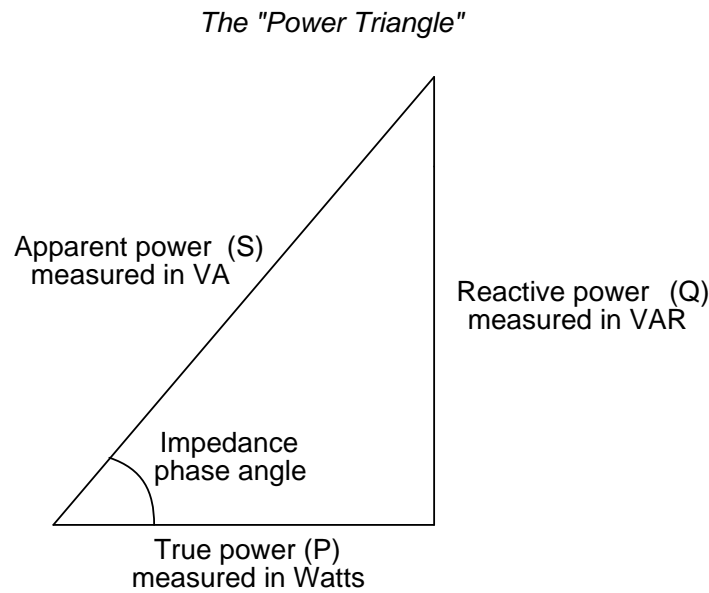 The "Power Triangle"
Apparent power (S)
measured in VA
Reactive power (Q)
measured in VAR
Impedance
phase angle
True power (P)
measured in Watts